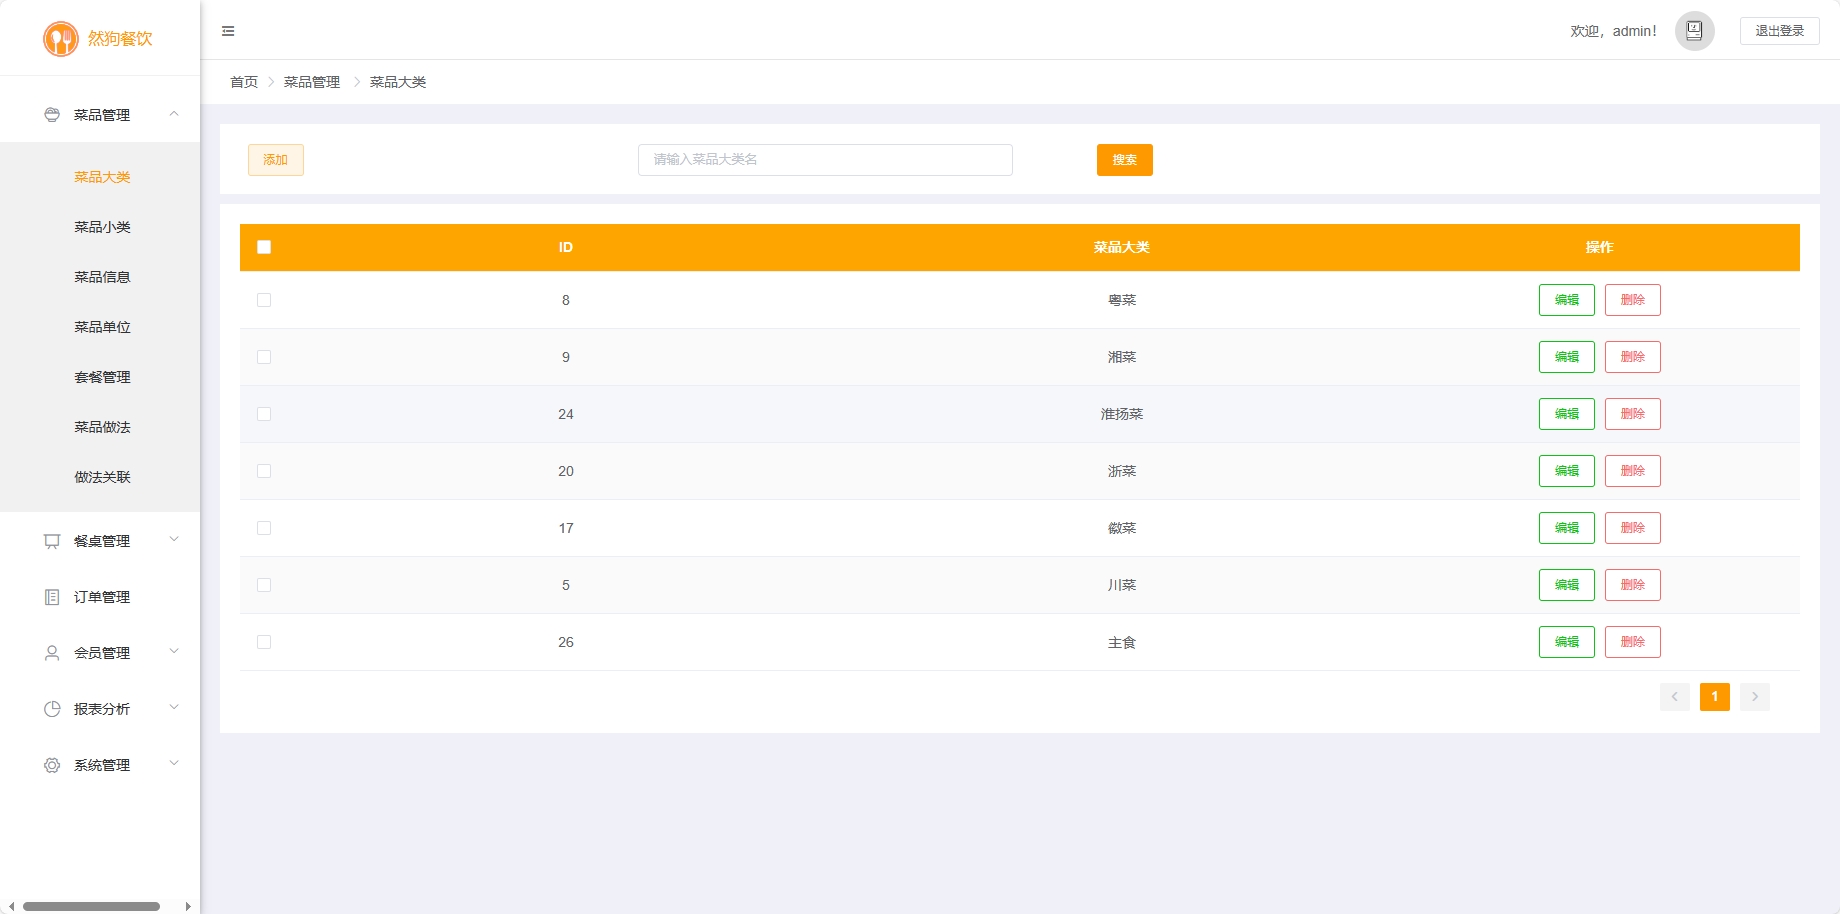 然狗餐饮
欢迎，admin!
退出登录
首页 菜品管理 菜品大类
菜品管理
菜品大类
菜品小类
菜品信息
菜品单位
套餐管理
菜品做法
做法关联
餐桌管理
订单管理
会员管理
报表分析
系统管理
添加 请输入菜品大类名 搜索
ID 菜品大类 操作
8 粤菜 编辑 删除
9 湘菜 编辑 删除
24 淮扬菜 编辑 删除
20 浙菜 编辑 删除
17 徽菜 编辑 删除
5 川菜 编辑 删除
26 主食 编辑 删除
1